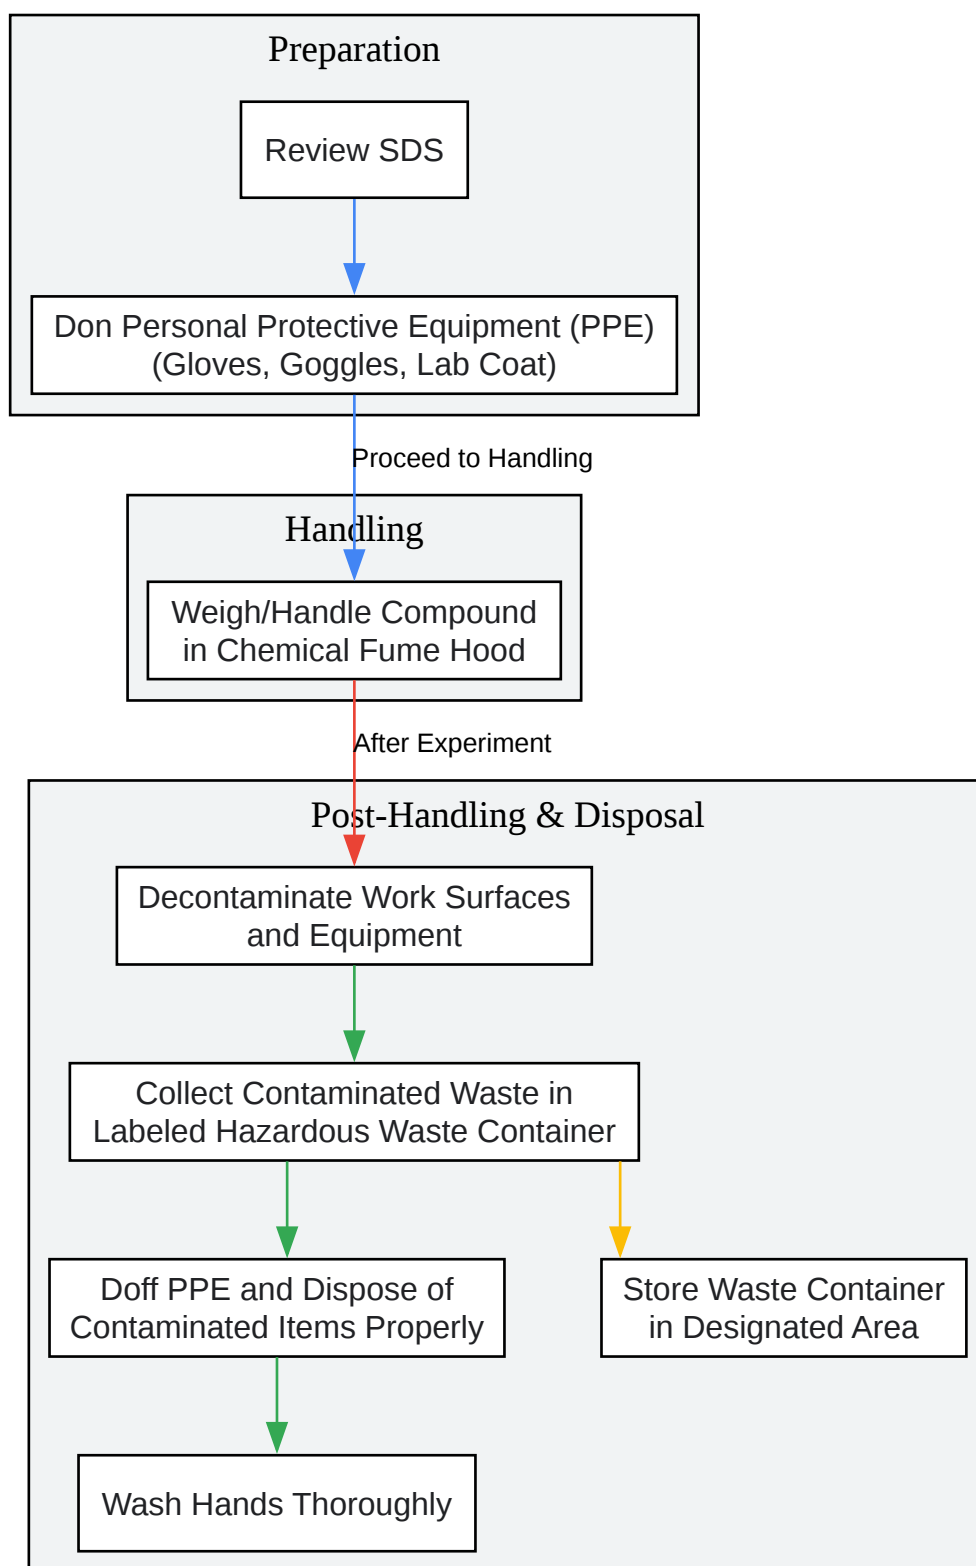 Preparation
Review SDS
Don Personal Protective Equipment (PPE)
(Gloves, Goggles, Lab Coat)
Proceed to Handling
Handling
Weigh/Handle Compound
in Chemical Fume Hood
After Experiment
Post-Handling & Disposal
Decontaminate Work Surfaces
and Equipment
Collect Contaminated Waste in
Labeled Hazardous Waste Container
Doff PPE and Dispose of
Contaminated Items Properly
Store Waste Container
in Designated Area
Wash Hands Thoroughly